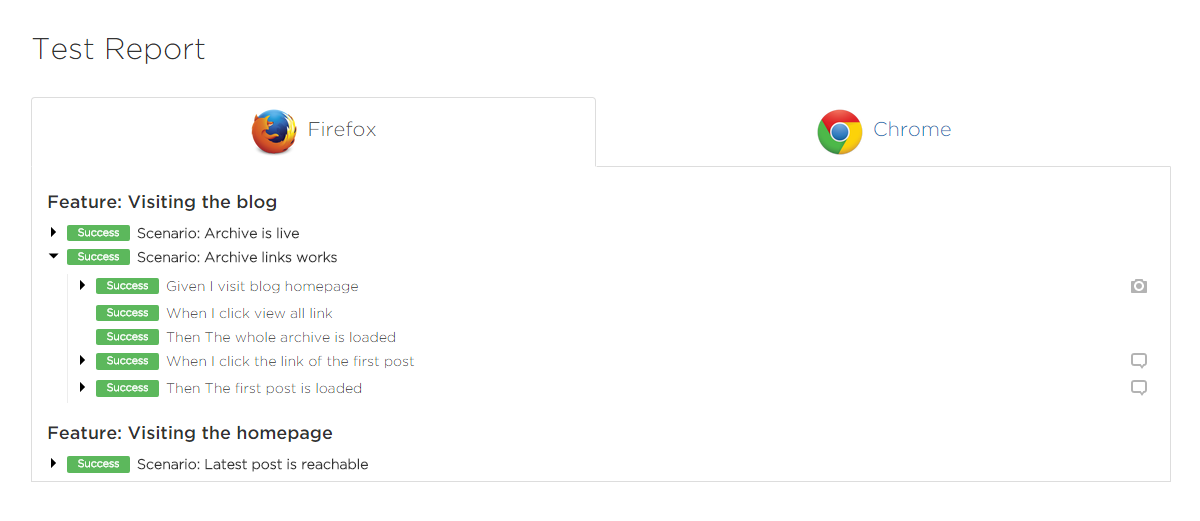 Test Report
Firefox
Chrome
Feature: Visiting the blog
Success Scenario: Archive is live
Success Scenario: Archive links works
Success Given I visit blog homepage
Success When I click view all link
Success Then The whole archive is loaded
Success When I click the link of the first post
Success Then The first post is loaded
Feature: Visiting the homepage
Success Scenario: Latest post is reachable